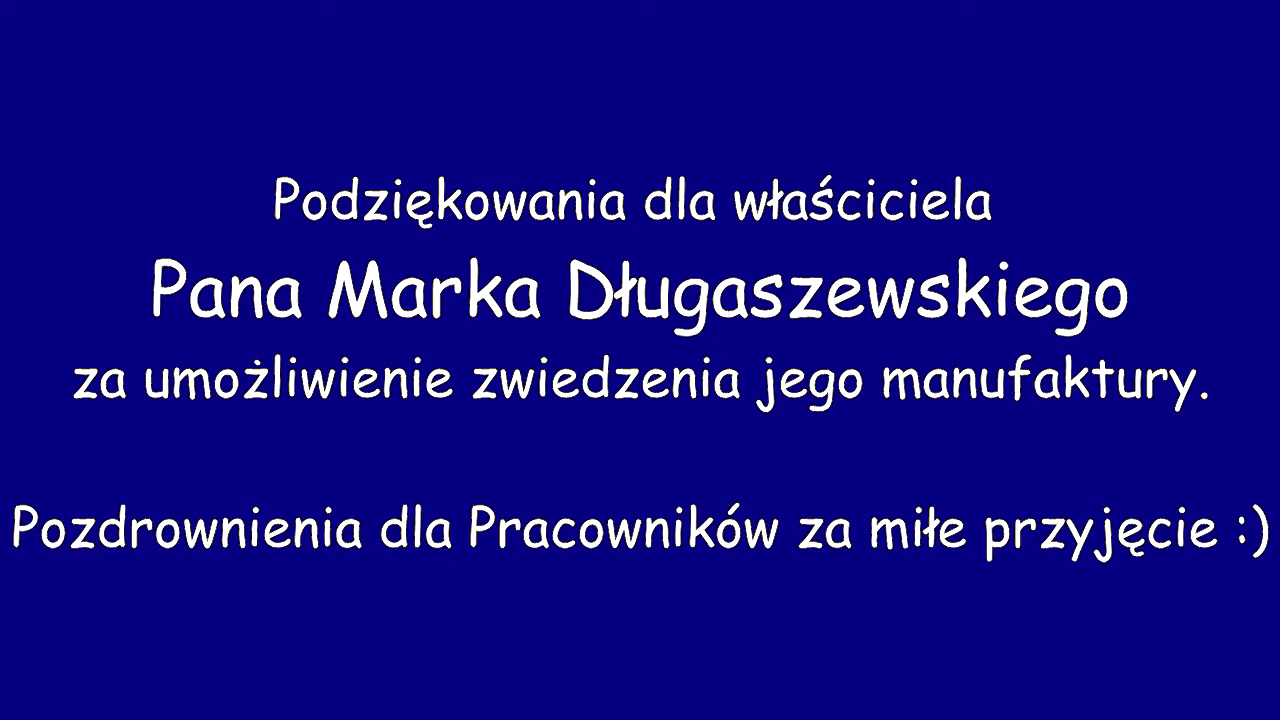 Podziękowania dla właściciela
Pana Marka Długaszewskiego
za umożliwienie zwiedzenia jego manufaktury.
Pozdrownienia dla Pracowników za miłe przyjęcie :)